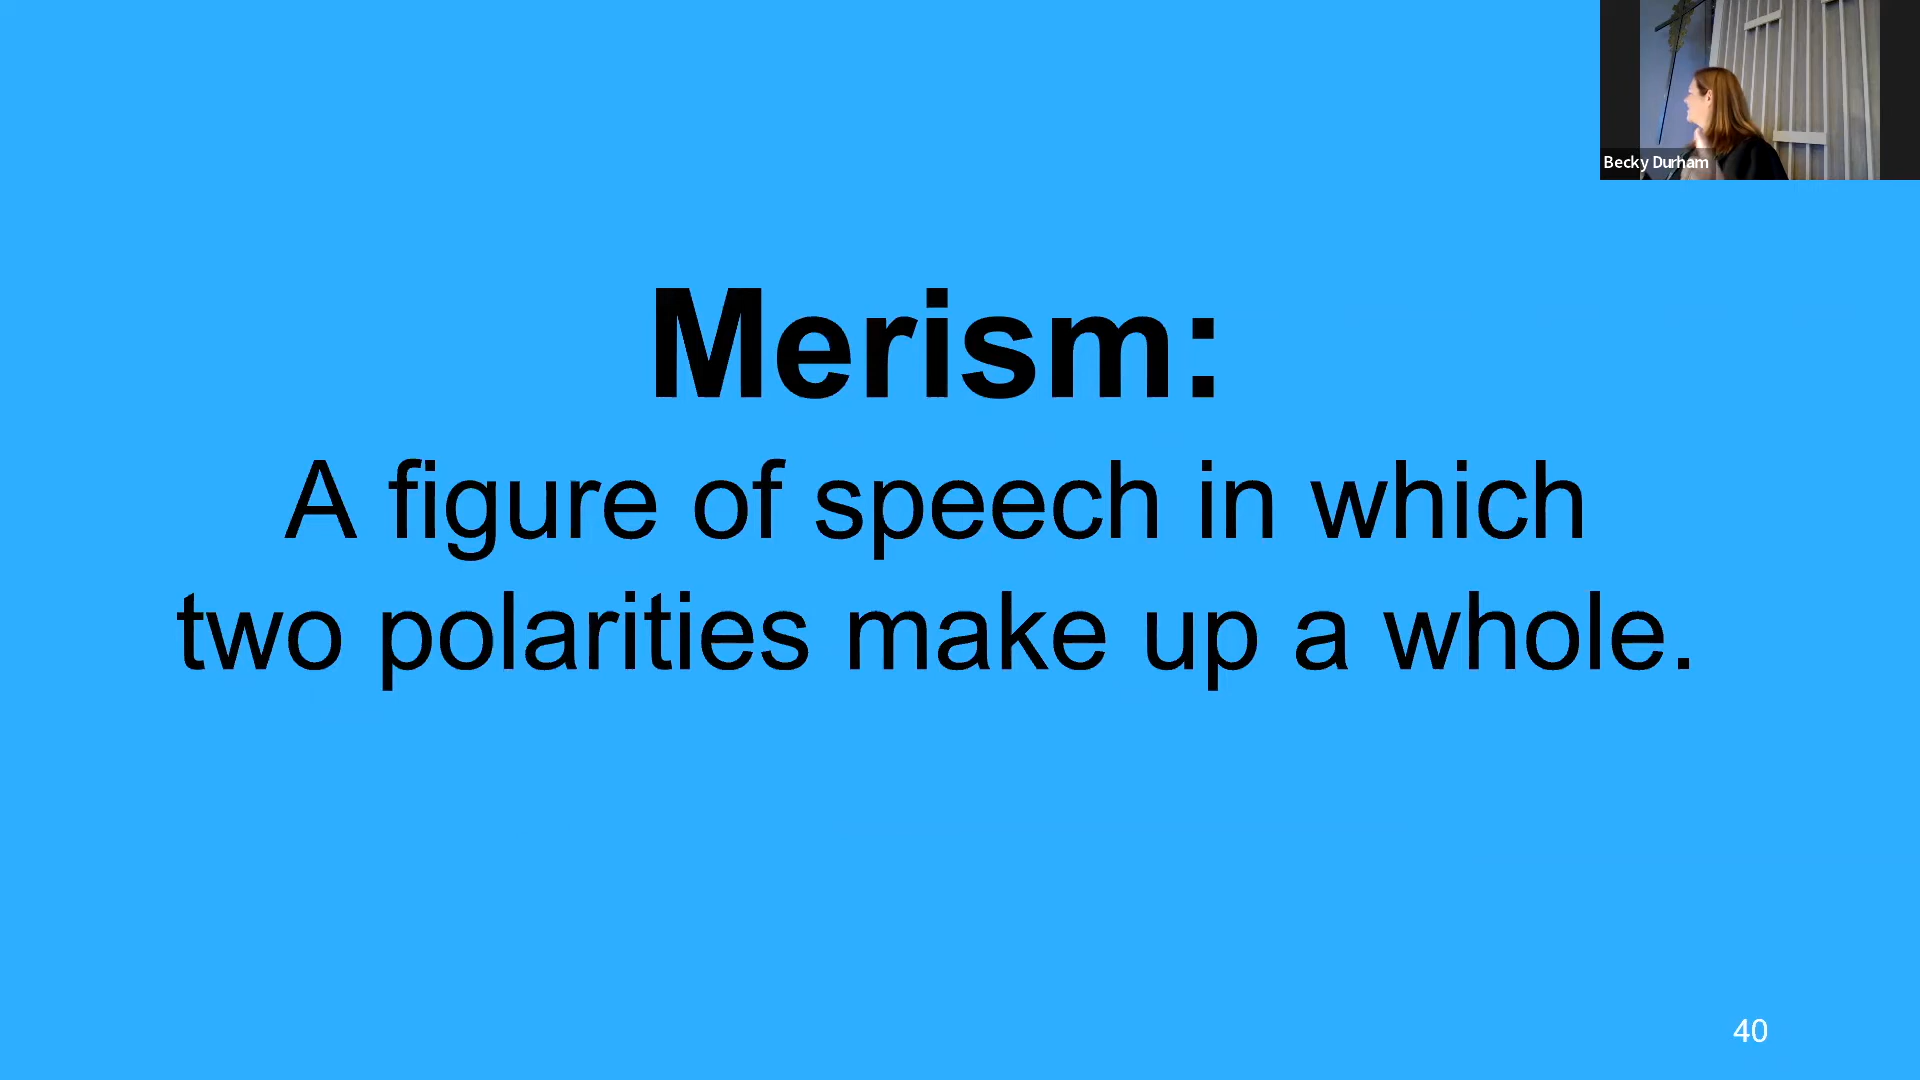 Becky Durham
Merism:
A figure of speech in which
two polarities make up a whole.
40